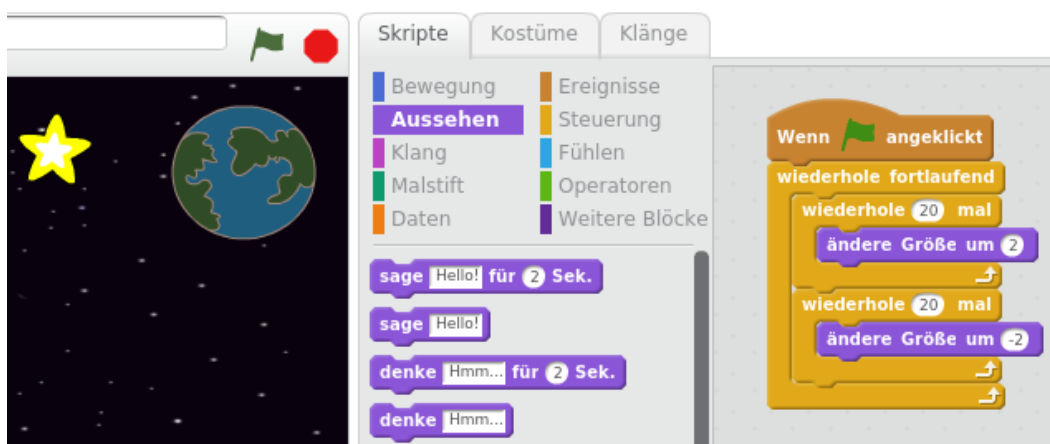 Skripte Kostüme Klänge
Bewegung Ereignisse
Aussehen Steuerung
Klang Fühlen
Malstift Operatoren
Daten Weitere Blöcke
sage Hello! für 2 Sek.
sage Hello!
denke Hmm... für 2 Sek.
denke Hmm...
Wenn angeklickt
wiederhole fortlaufend
wiederhole 20 mal
ändere Größe um 2
wiederhole 20 mal
ändere Größe um -2